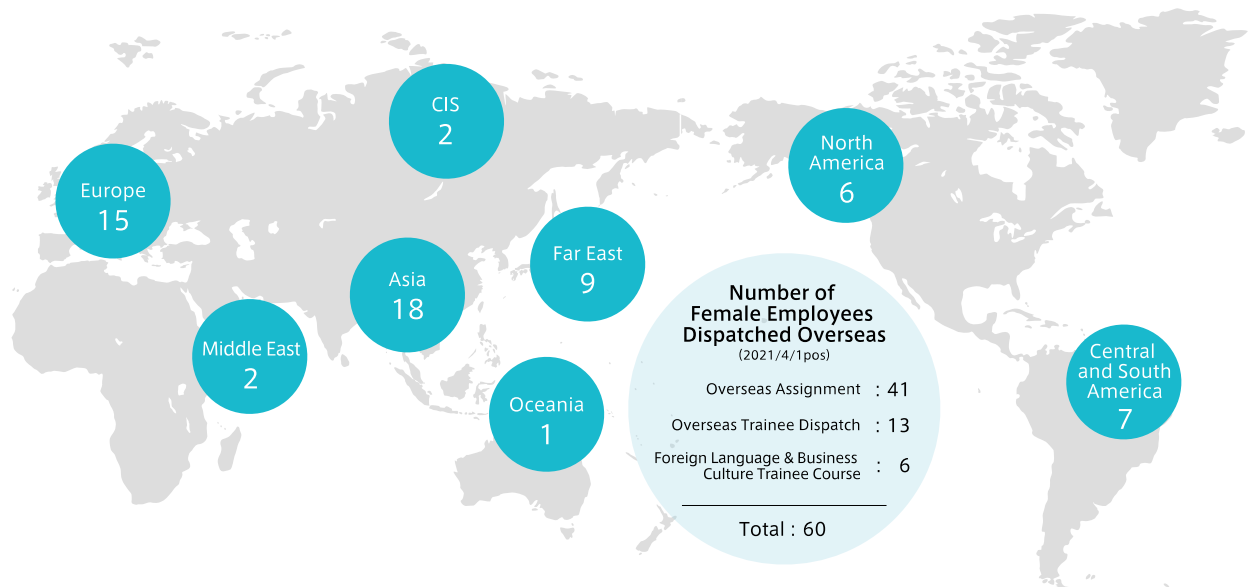 CIS
2
North
America
6
Europe
15
Far East
9
Asia
18
Middle East
2
Oceania
1
Number of
Female Employees
Dispatched Overseas
(2021/4/1pos)
Overseas Assignment : 41
Overseas Trainee Dispatch : 13
Foreign Language & Business
Culture Trainee Course : 6
Total : 60
Central
and South
America
7